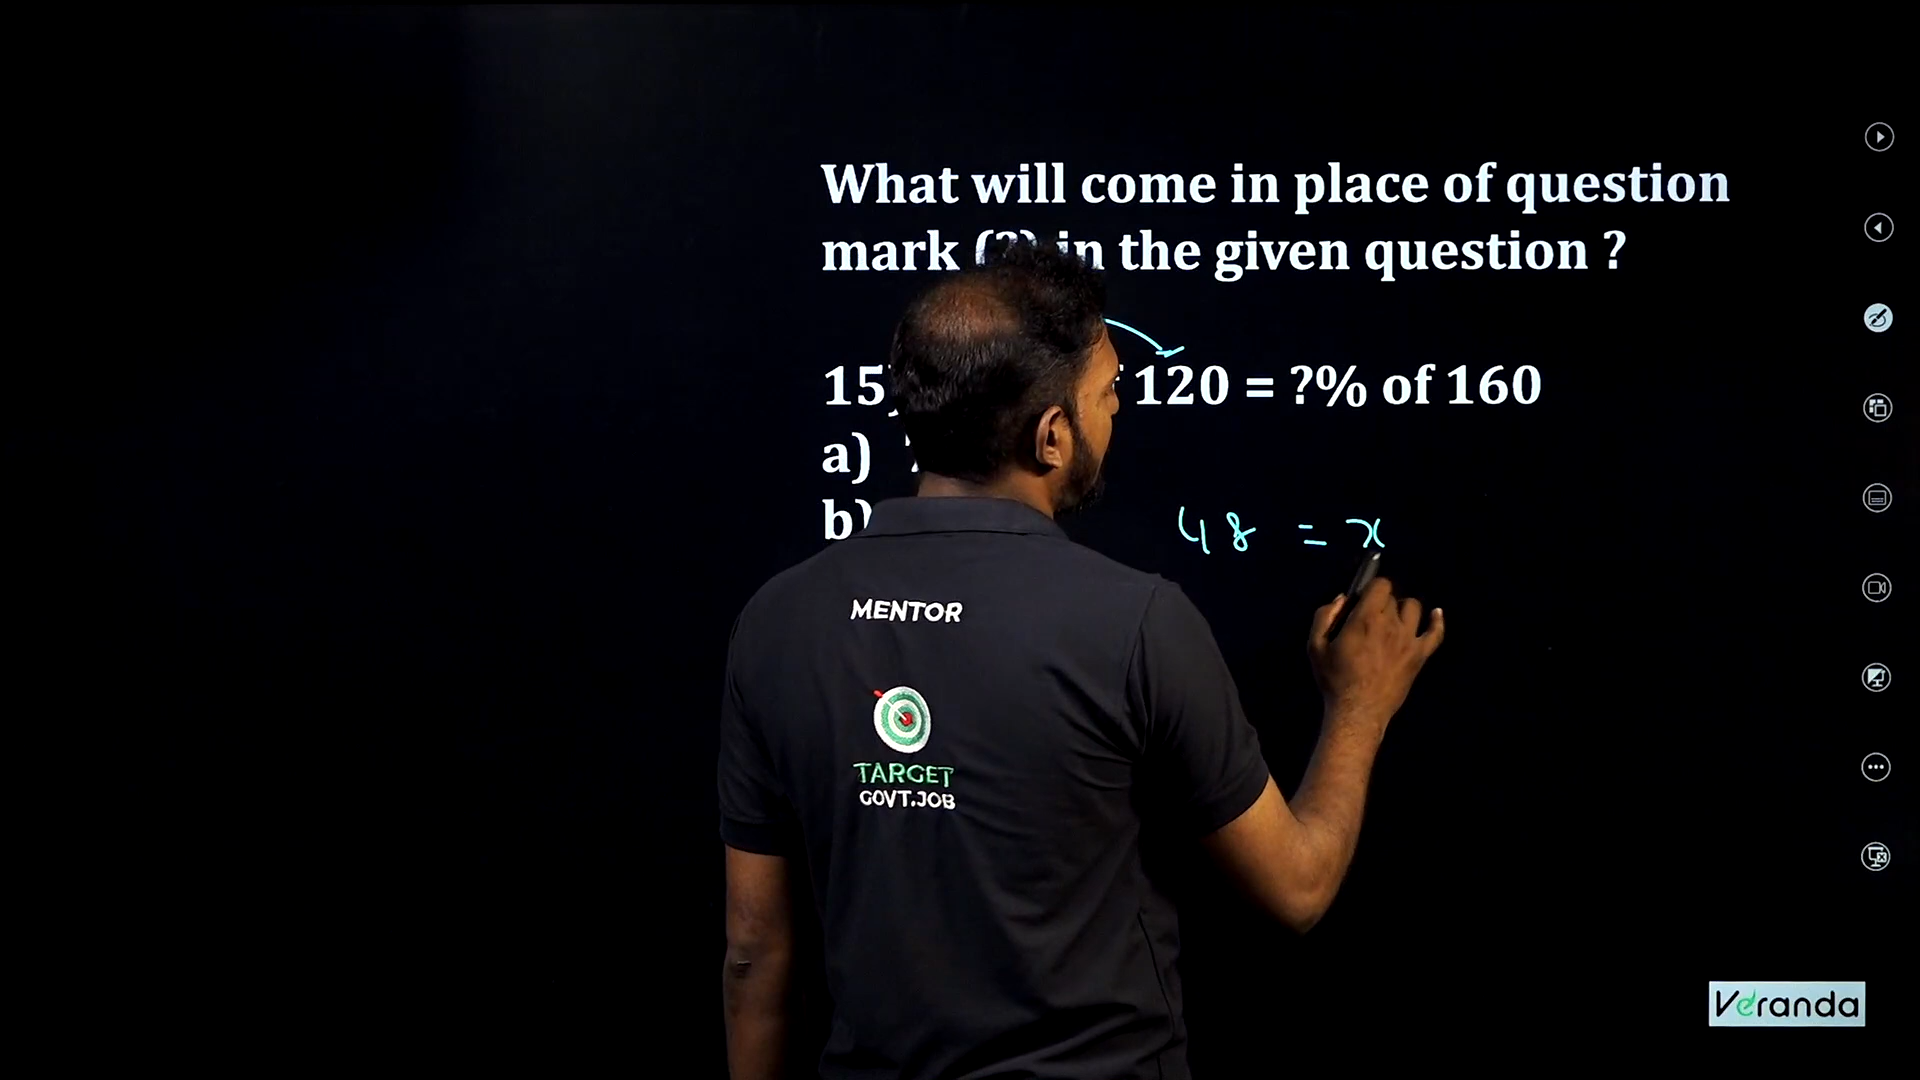 What will come in place of question
mark (?) in the given question ?
15) 120 = ?% of 160
a)
b)
48 = x
MENTOR
TARGET
GOVT.JOB
Veranda